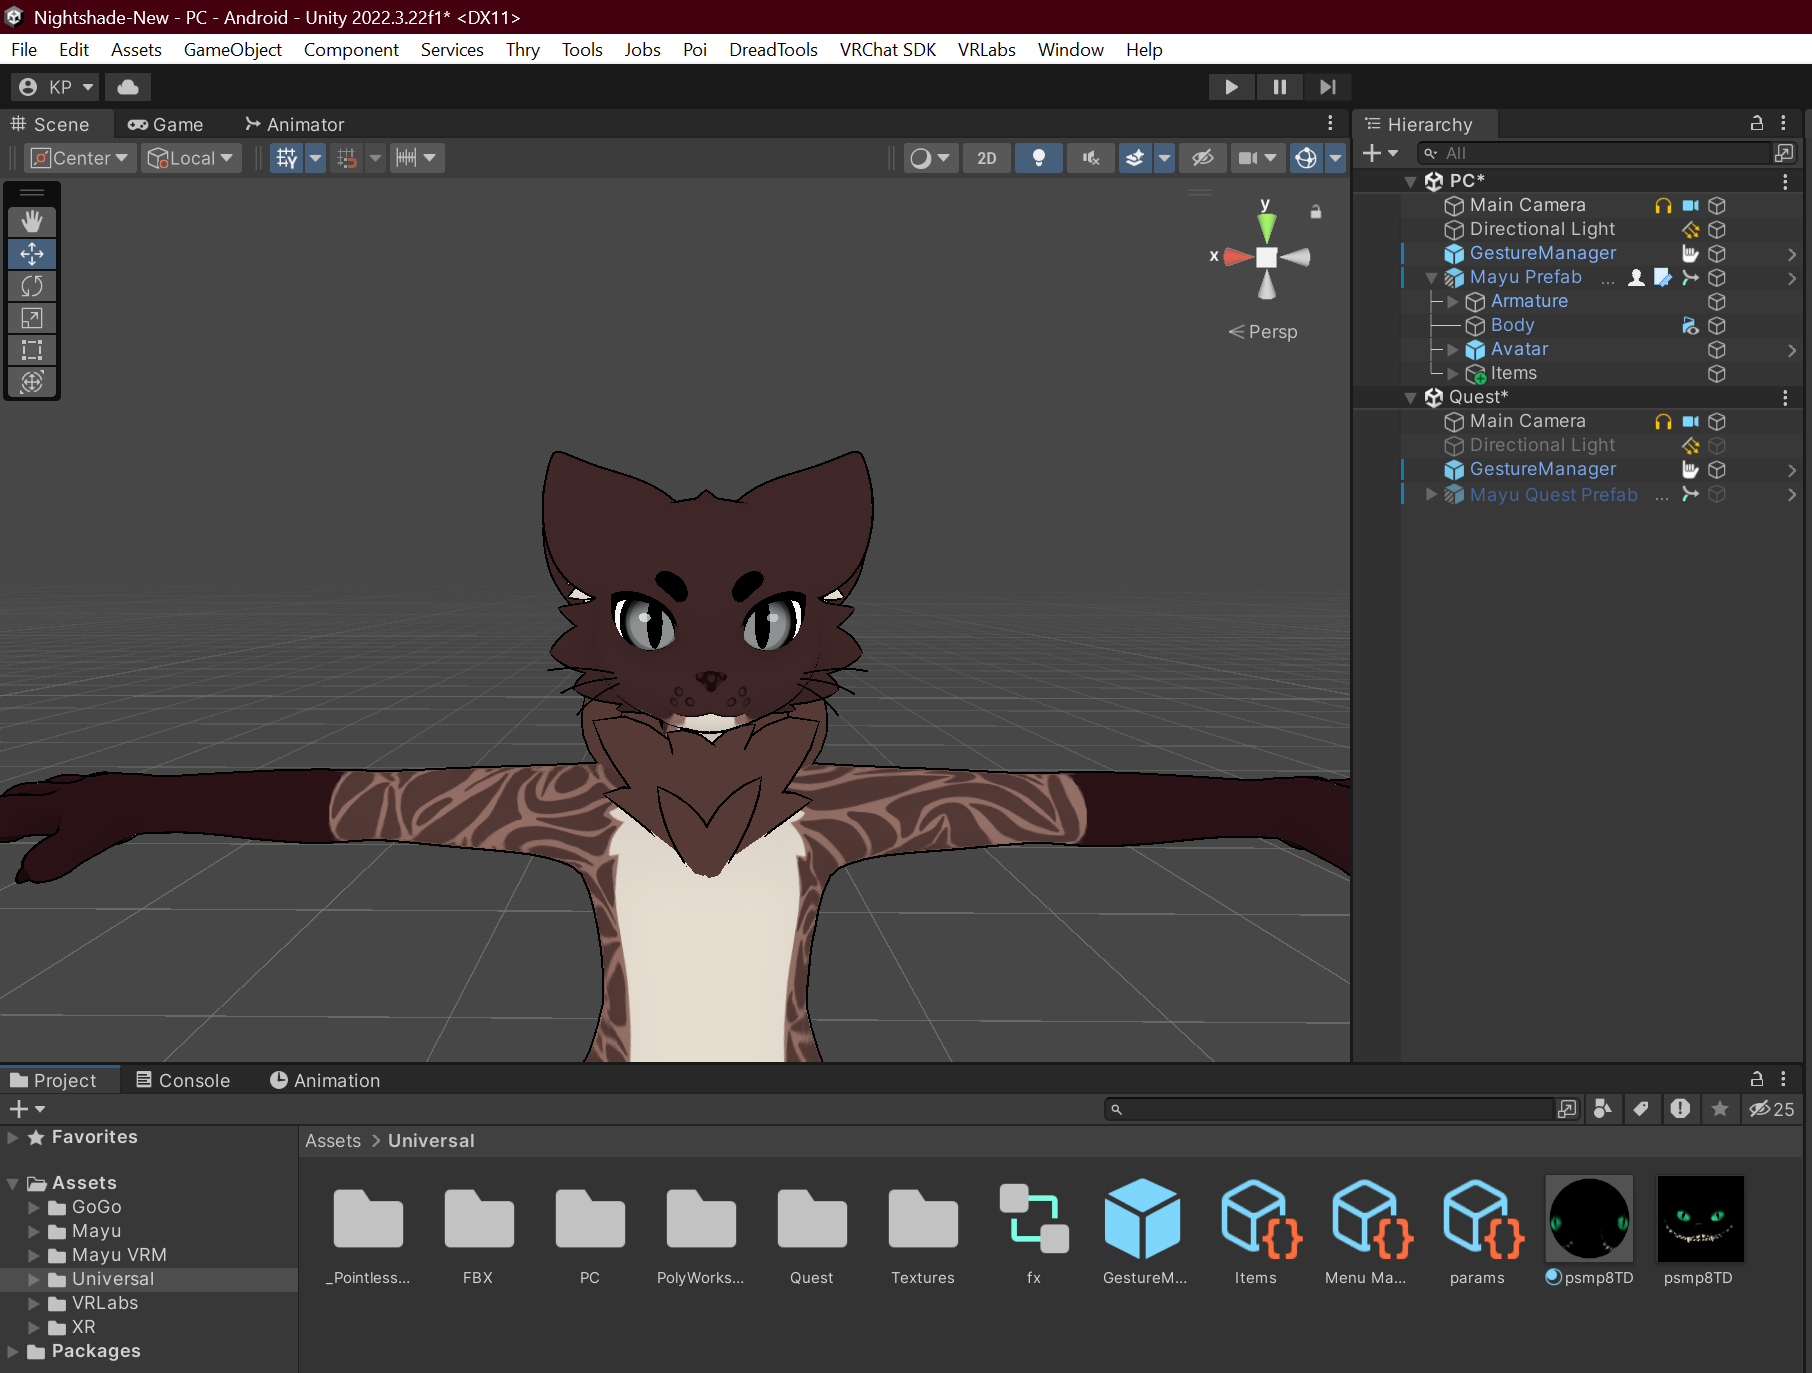 Nightshade-New - PC - Android - Unity 2022.3.22f1* <DX11>
File Edit Assets GameObject Component Services Thry Tools Jobs Poi DreadTools VRChat SDK VRLabs Window Help
KP
Scene Game Animator
Center Local 2D
y
x
Persp
Hierarchy
All
PC*
Main Camera
Directional Light
GestureManager
Mayu Prefab ...
Armature
Body
Avatar
Items
Quest*
Main Camera
Directional Light
GestureManager
Mayu Quest Prefab ...
Project Console Animation
25
Favorites
Assets
GoGo
Mayu
Mayu VRM
Universal
VRLabs
XR
Packages
Assets > Universal
_Pointless... FBX PC PolyWorks... Quest Textures fx GestureM... Items Menu Ma... params psmp8TD psmp8TD